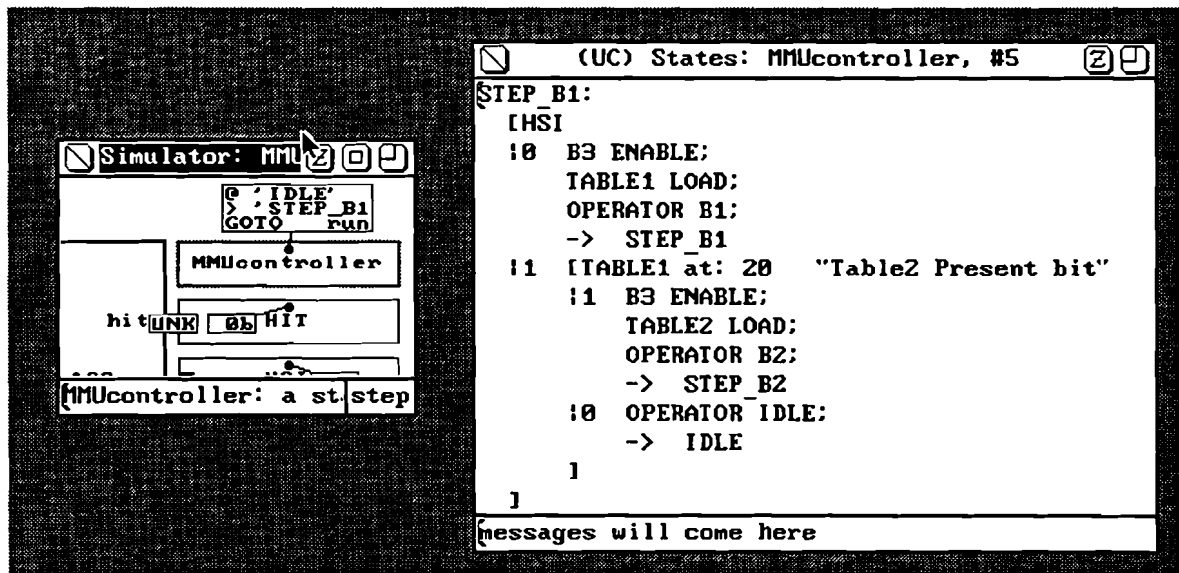 Simulator: MMU
@ 'IDLE'
> 'STEP_B1
GOTO run
MMUcontroller
hit UNK 0b HIT
MMUcontroller: a st step
(UC) States: MMUcontroller, #5
STEP_B1:
[HSI
¦0 B3 ENABLE;
TABLE1 LOAD;
OPERATOR B1;
-> STEP_B1
¦1 [TABLE1 at: 20 "Table2 Present bit"
¦1 B3 ENABLE;
TABLE2 LOAD;
OPERATOR B2;
-> STEP_B2
¦0 OPERATOR IDLE;
-> IDLE
]
]
messages will come here